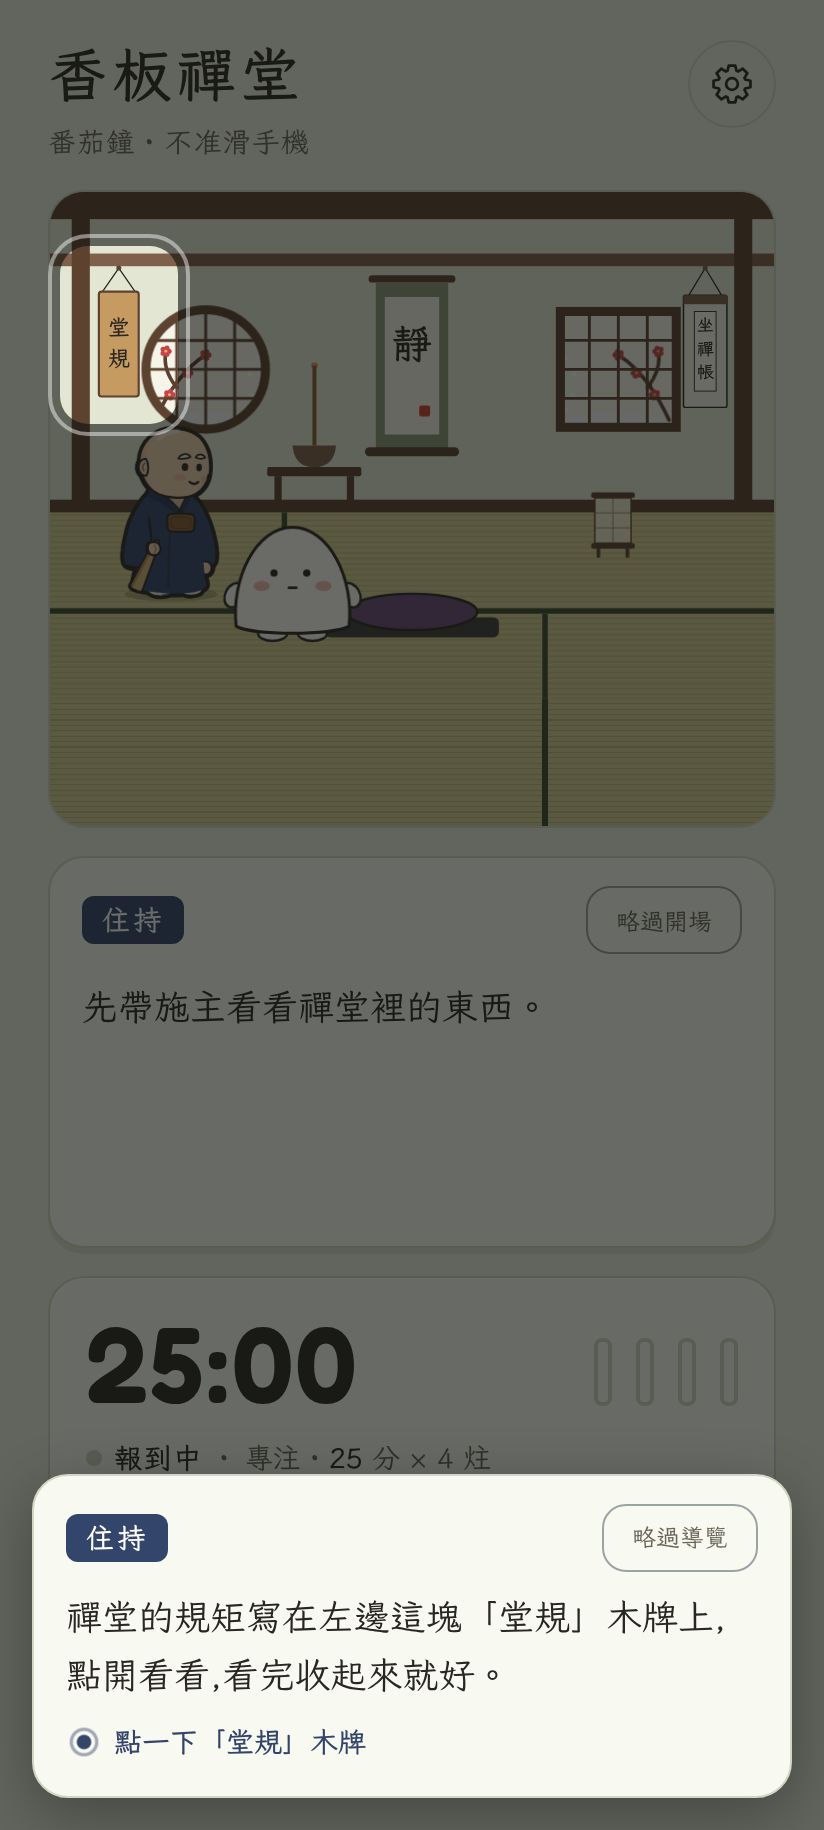 香板禪堂
番茄鐘・不准滑手機
堂規
靜
坐禪帳
住持
略過開場
先帶施主看看禪堂裡的東西。
25:00
報到中 · 專注・25 分 × 4 炷
住持
略過導覽
禪堂的規矩寫在左邊這塊「堂規」木牌上,
點開看看,看完收起來就好。
點一下「堂規」木牌